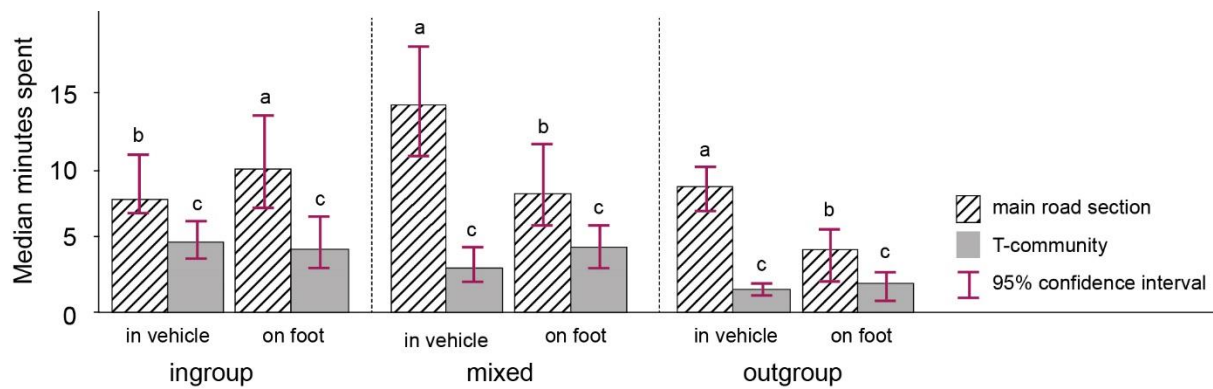 Median minutes spent
15
10
5
0
b
c
a
c
a
c
b
c
a
c
b
c
in vehicle
on foot
in vehicle
on foot
in vehicle
on foot
ingroup
mixed
outgroup
main road section
T-community
95% confidence interval